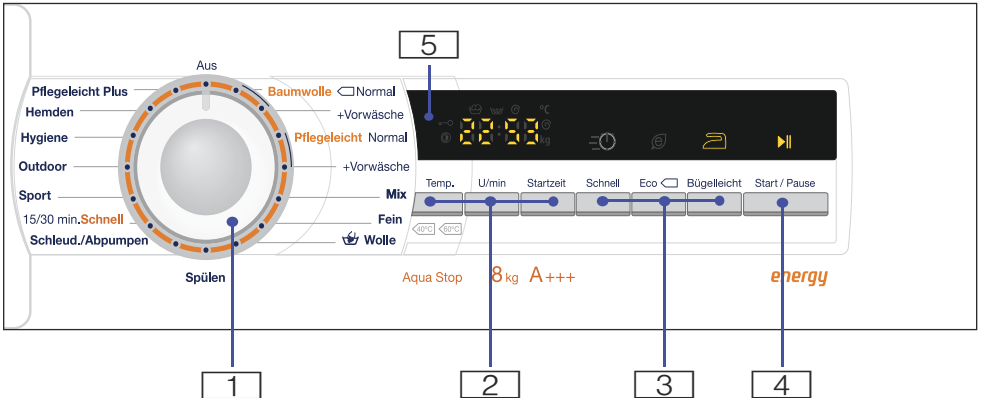 5
Aus
Pflegeleicht Plus
Baumwolle Normal
Hemden
+Vorwäsche
Hygiene
Pflegeleicht Normal
Outdoor
+Vorwäsche
Sport
Mix
15/30 min.Schnell
Fein
Schleud./Abpumpen
Wolle
Spülen
°C
22:53
kg
Temp.
U/min
Startzeit
Schnell
Eco
Bügelleicht
Start / Pause
40°C
60°C
Aqua Stop
8 kg
A+++
energy
1
2
3
4